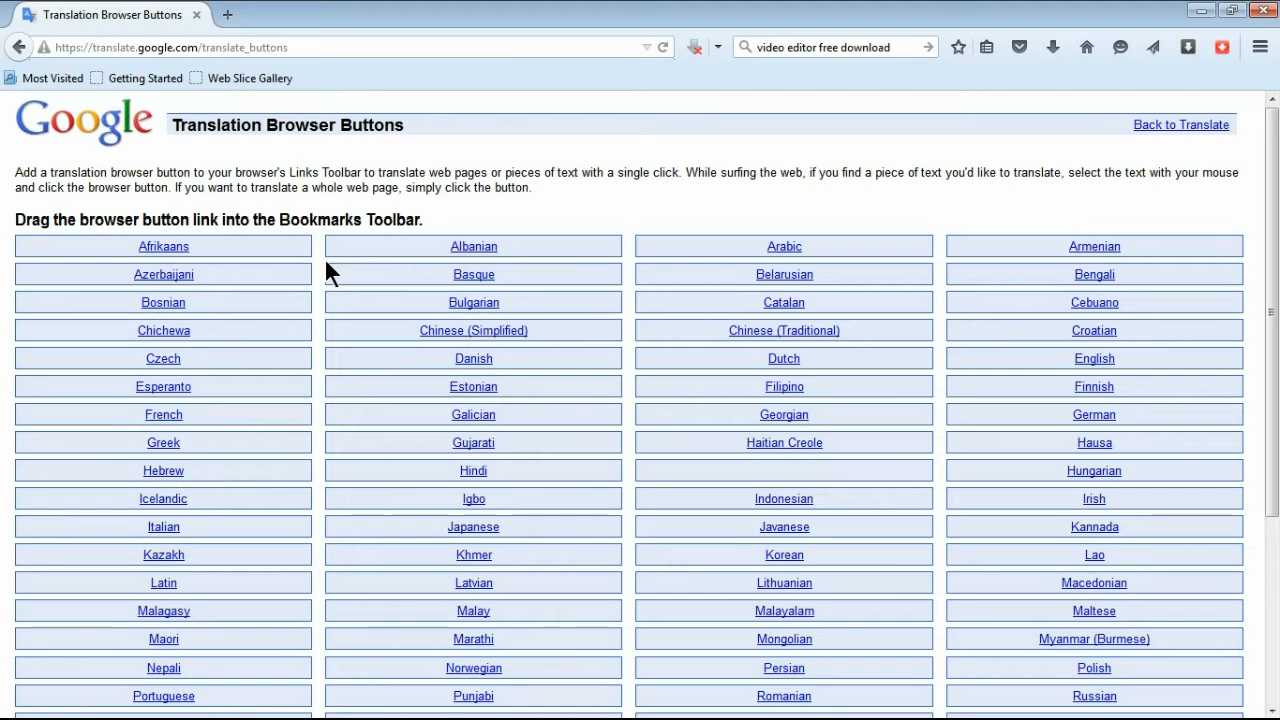 Translation Browser Buttons
https://translate.google.com/translate_buttons
video editor free download
Most Visited Getting Started Web Slice Gallery
Google Translation Browser Buttons Back to Translate
Add a translation browser button to your browser's Links Toolbar to translate web pages or pieces of text with a single click. While surfing the web, if you find a piece of text you'd like to translate, select the text with your mouse
and click the browser button. If you want to translate a whole web page, simply click the button.
Drag the browser button link into the Bookmarks Toolbar.
Afrikaans Albanian Arabic Armenian
Azerbaijani Basque Belarusian Bengali
Bosnian Bulgarian Catalan Cebuano
Chichewa Chinese (Simplified) Chinese (Traditional) Croatian
Czech Danish Dutch English
Esperanto Estonian Filipino Finnish
French Galician Georgian German
Greek Gujarati Haitian Creole Hausa
Hebrew Hindi Hungarian
Icelandic Igbo Indonesian Irish
Italian Japanese Javanese Kannada
Kazakh Khmer Korean Lao
Latin Latvian Lithuanian Macedonian
Malagasy Malay Malayalam Maltese
Maori Marathi Mongolian Myanmar (Burmese)
Nepali Norwegian Persian Polish
Portuguese Punjabi Romanian Russian